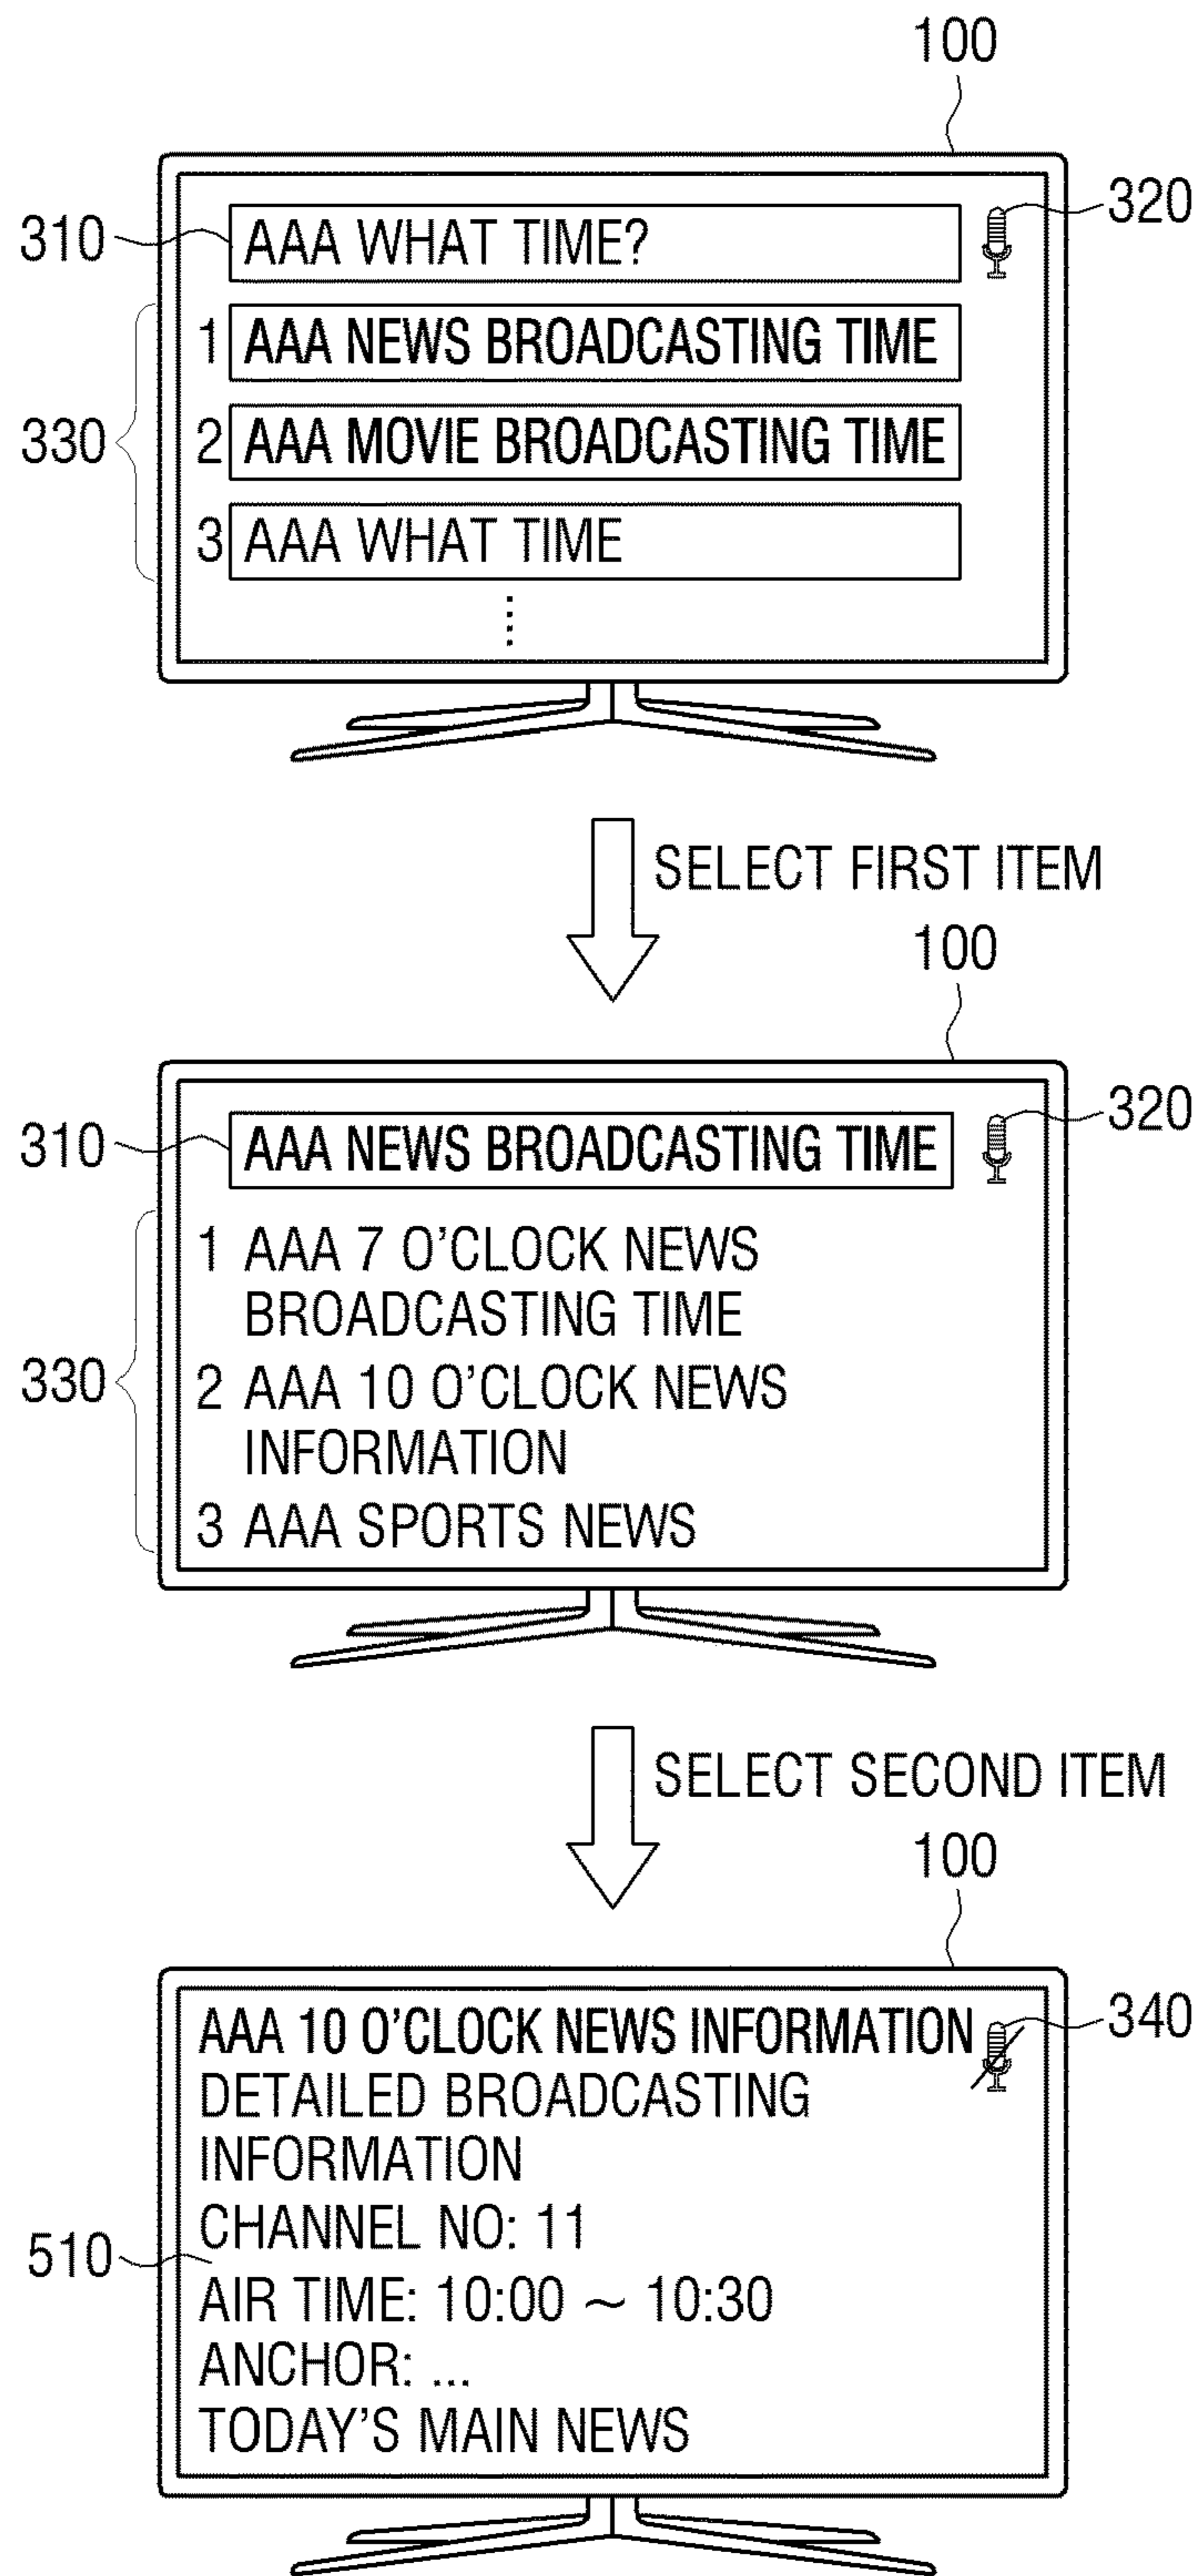 100
310 AAA WHAT TIME? 320
1 AAA NEWS BROADCASTING TIME
330 2 AAA MOVIE BROADCASTING TIME
3 AAA WHAT TIME
SELECT FIRST ITEM
100
310 AAA NEWS BROADCASTING TIME 320
1 AAA 7 O'CLOCK NEWS
BROADCASTING TIME
330 2 AAA 10 O'CLOCK NEWS
INFORMATION
3 AAA SPORTS NEWS
SELECT SECOND ITEM
100
AAA 10 O'CLOCK NEWS INFORMATION 340
DETAILED BROADCASTING
INFORMATION
CHANNEL NO: 11
510
AIR TIME: 10:00 ~ 10:30
ANCHOR: ...
TODAY'S MAIN NEWS